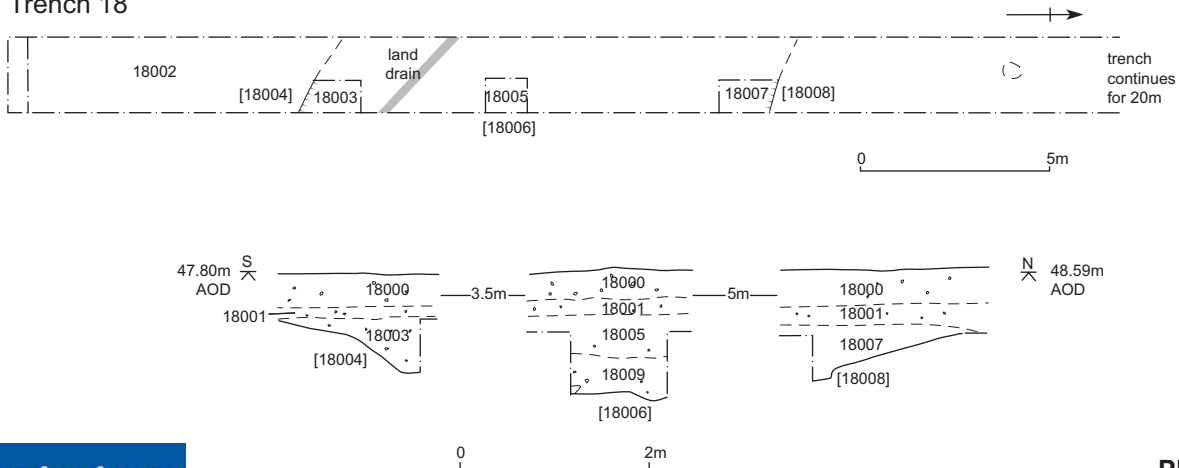 Trench 18
land
drain
18002
[18004]
18003
18005
[18006]
18007
[18008]
trench
continues
for 20m
0
5m
47.80m
AOD
S
18000
18001
18003
[18004]
3.5m
18000
18001
18005
18009
[18006]
5m
18000
18001
18007
[18008]
N
48.59m
AOD
0
2m